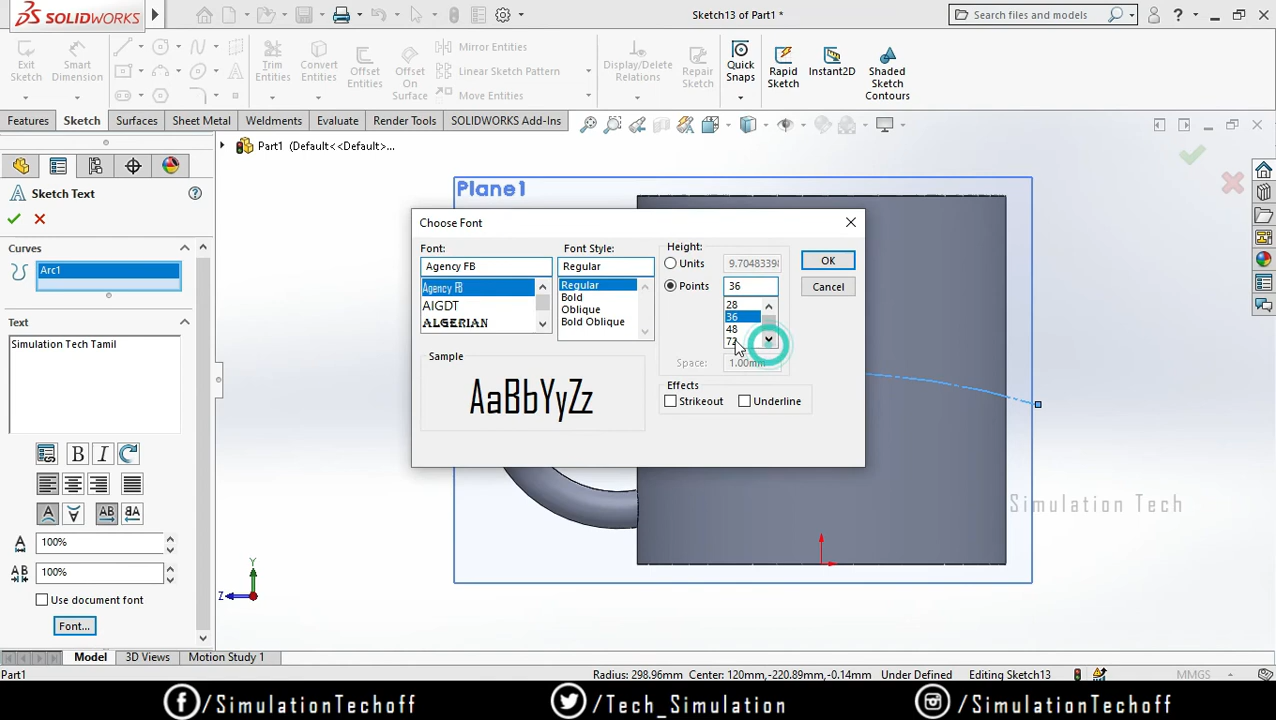 SOLIDWORKS
Sketch13 of Part1 *
Search files and models
Exit Sketch
Smart Dimension
Trim Entities
Convert Entities
Offset Entities
Offset On Surface
Mirror Entities
Linear Sketch Pattern
Move Entities
Display/Delete Relations
Repair Sketch
Quick Snaps
Rapid Sketch
Instant2D
Shaded Sketch Contours
Features
Sketch
Surfaces
Sheet Metal
Weldments
Evaluate
Render Tools
SOLIDWORKS Add-Ins
Part1 (Default<<Default>...
Sketch Text
Curves
Arc1
Text
Simulation Tech Tamil
B
I
AB
100%
AB
100%
Use document font
Font...
Plane1
Choose Font
Font:
Agency FB
Agency FB
AIGDT
ALGERIAN
Font Style:
Regular
Regular
Bold
Oblique
Bold Oblique
Height:
Units
9.7048339
Points
36
28
36
48
72
Space:
1.00mm
OK
Cancel
Sample
AaBbYyZz
Effects
Strikeout
Underline
Simulation Tech
Y
Z
Model
3D Views
Motion Study 1
Part1
Radius: 298.96mm
Center: 120mm,-220.89mm,-0.14mm
Under Defined
Editing Sketch13
MMGS
/SimulationTechoff
/Tech_Simulation
/SimulationTechoff